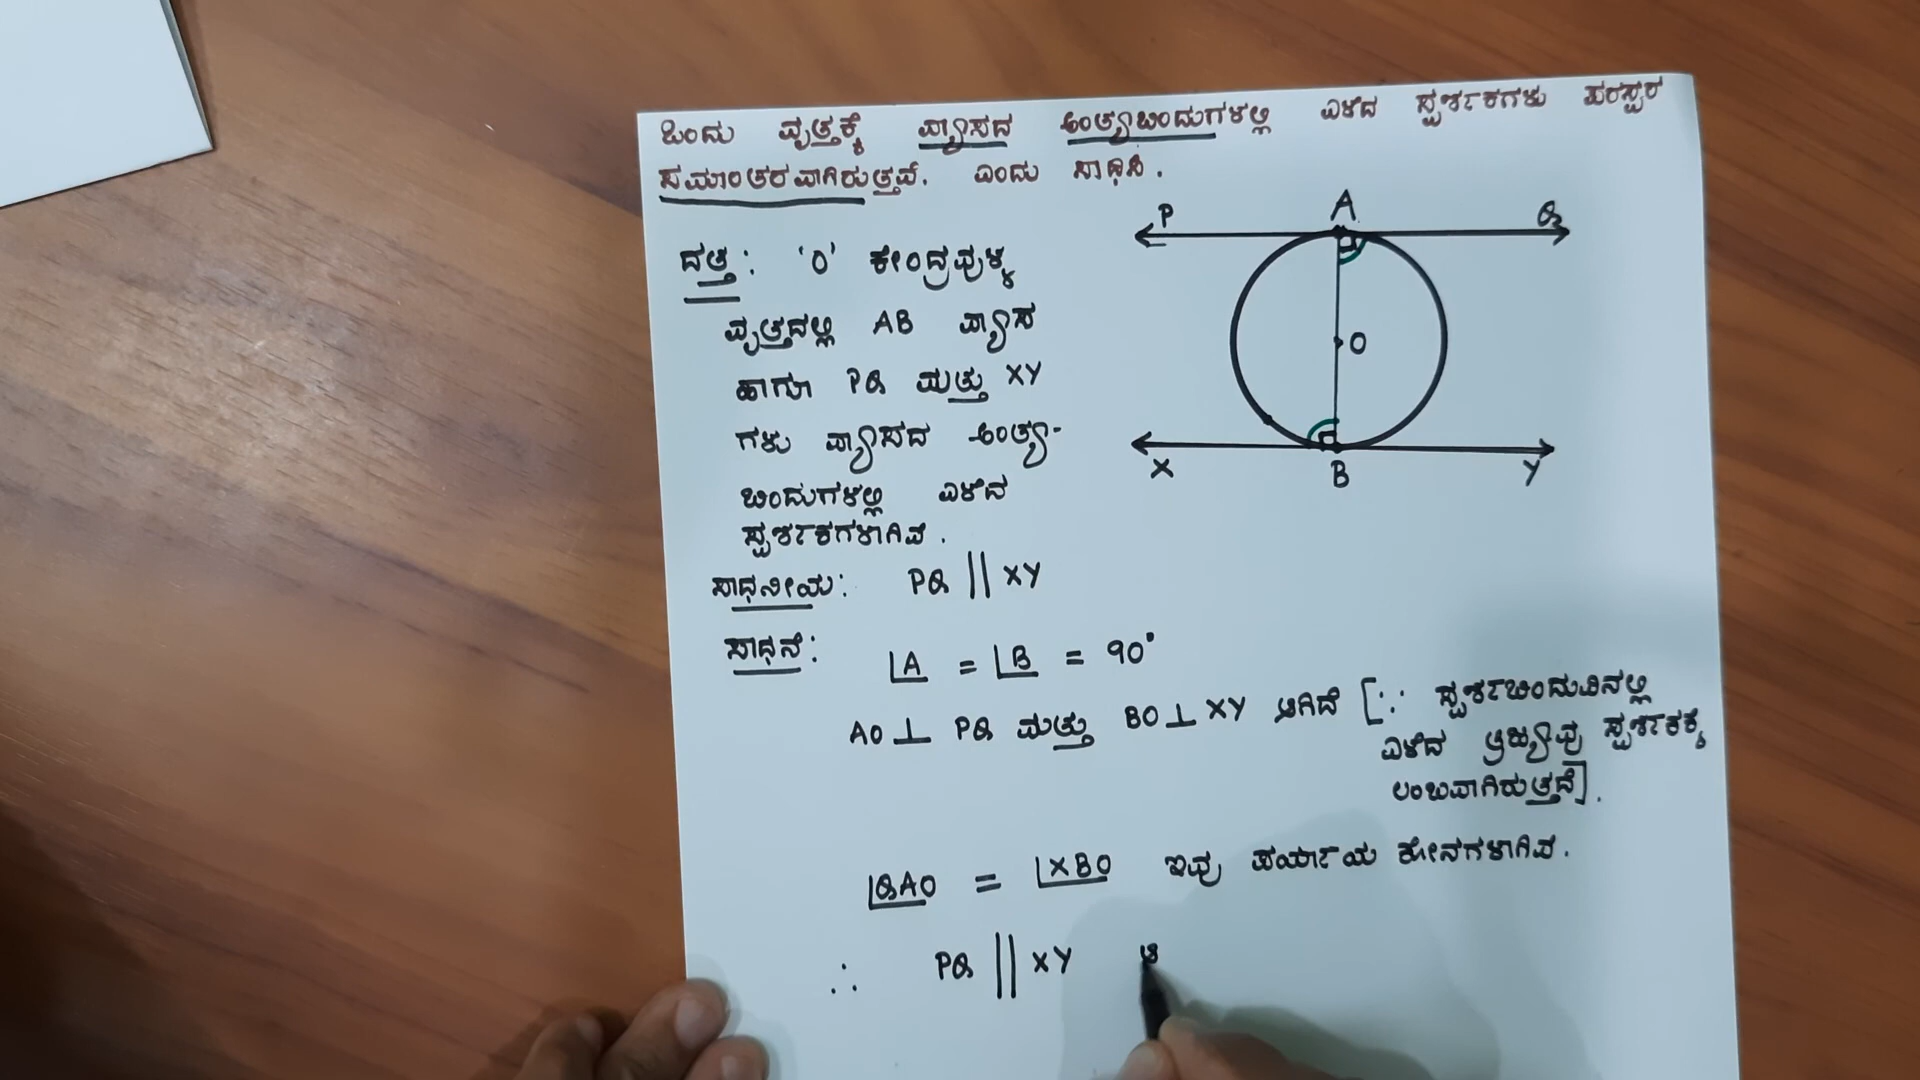 ಒಂದು ವೃತ್ತಕ್ಕೆ ವ್ಯಾಸದ ಅಂತ್ಯಬಿಂದುಗಳಲ್ಲಿ ಎಳೆದ ಸ್ಪರ್ಶಕಗಳು ಪರಸ್ಪರ
ಸಮಾಂತರವಾಗಿರುತ್ತವೆ. ಎಂದು ಸಾಧಿಸಿ.
P A Q
ದತ್ತ: 'O' ಕೇಂದ್ರವುಳ್ಳ
ವೃತ್ತದಲ್ಲಿ AB ವ್ಯಾಸ
O
ಹಾಗೂ PQ ಮತ್ತು XY
ಗಳು ವ್ಯಾಸದ ಅಂತ್ಯ-
X B Y
ಬಿಂದುಗಳಲ್ಲಿ ಎಳೆದ
ಸ್ಪರ್ಶಕಗಳಾಗಿವೆ.
ಸಾಧನೀಯ: PQ || XY
ಸಾಧನೆ: ∠A = ∠B = 90°
AO ⊥ PQ ಮತ್ತು BO ⊥ XY ಆಗಿದೆ [∵ ಸ್ಪರ್ಶಬಿಂದುವಿನಲ್ಲಿ
ಎಳೆದ ತ್ರಿಜ್ಯವು ಸ್ಪರ್ಶಕಕ್ಕೆ
ಲಂಬವಾಗಿರುತ್ತದೆ].
∠QAO = ∠XBO ಇವು ಪರ್ಯಾಯ ಕೋನಗಳಾಗಿವೆ.
∴ PQ || XY ಆ